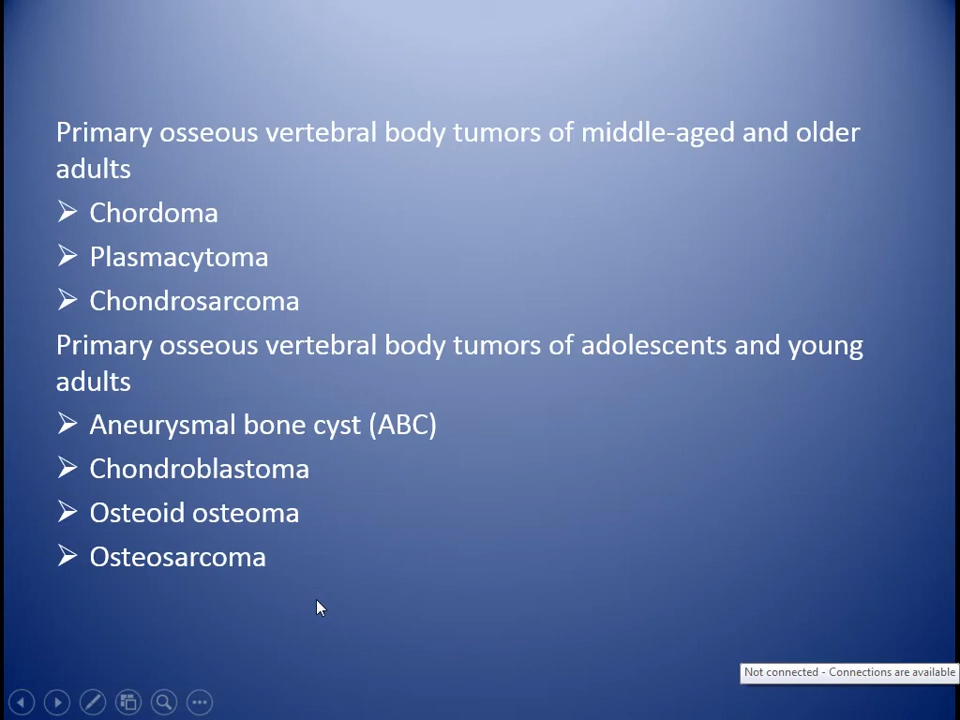 Primary osseous vertebral body tumors of middle-aged and older
adults
➢ Chordoma
➢ Plasmacytoma
➢ Chondrosarcoma
Primary osseous vertebral body tumors of adolescents and young
adults
➢ Aneurysmal bone cyst (ABC)
➢ Chondroblastoma
➢ Osteoid osteoma
➢ Osteosarcoma
Not connected - Connections are available